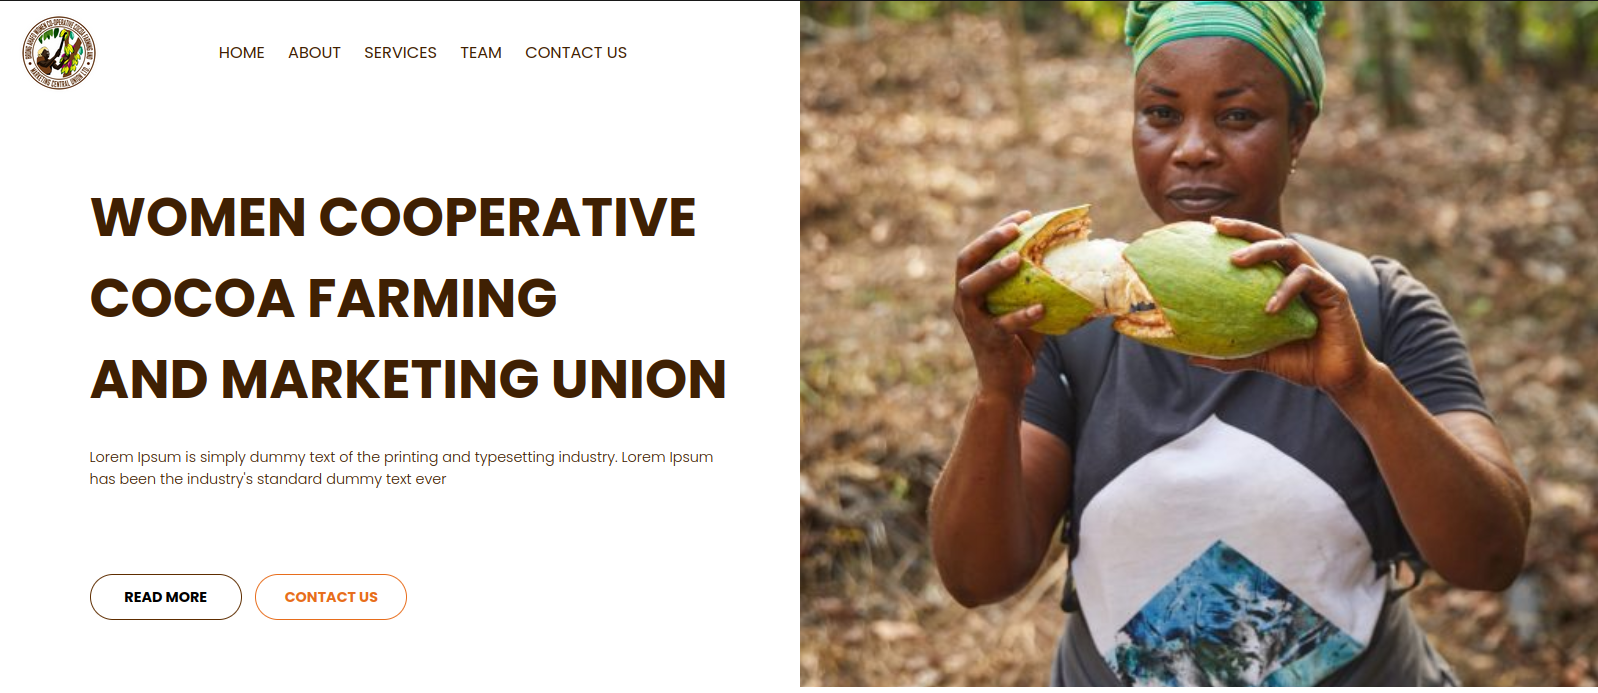 HOME ABOUT SERVICES TEAM CONTACT US
WOMEN COOPERATIVE
COCOA FARMING
AND MARKETING UNION
Lorem Ipsum is simply dummy text of the printing and typesetting industry. Lorem Ipsum
has been the industry's standard dummy text ever
READ MORE CONTACT US